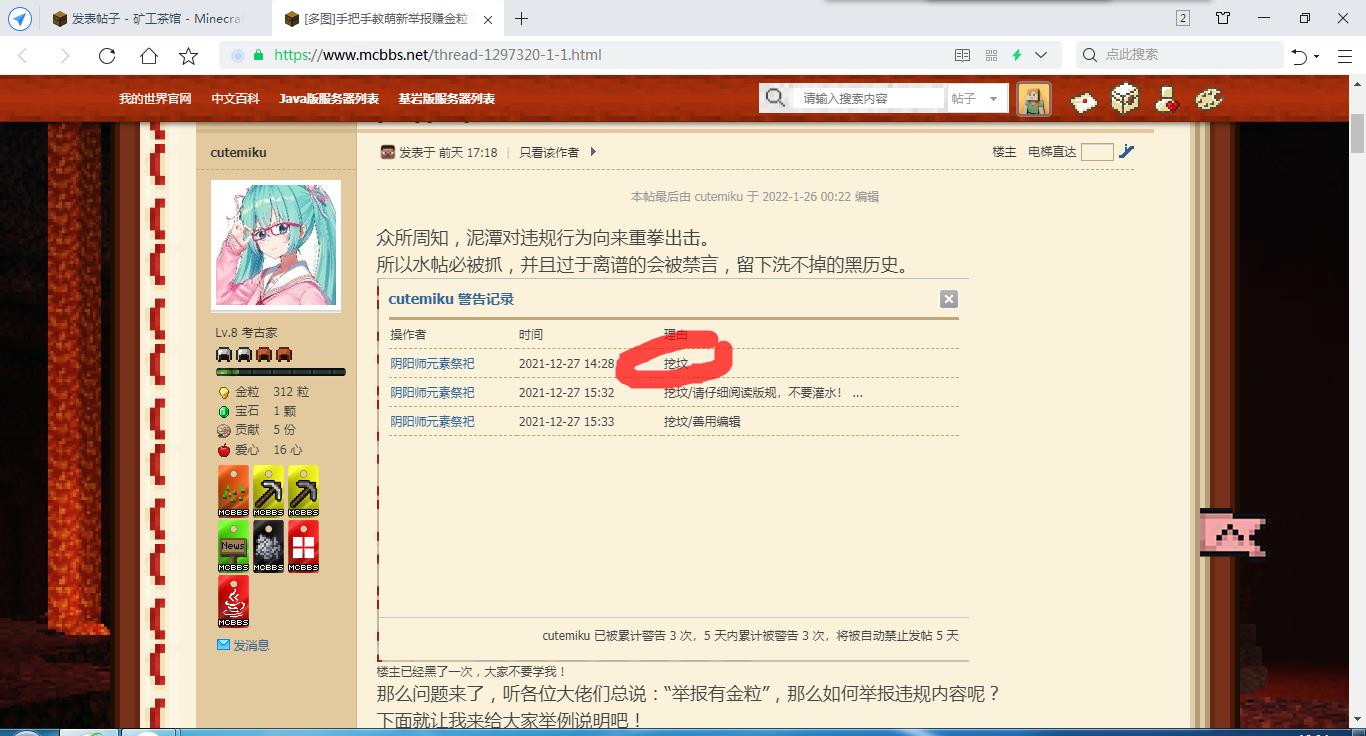 发表帖子 - 矿工茶馆 - Minecra
[多图]手把手教萌新举报赚金粒
2
https://www.mcbbs.net/thread-1297320-1-1.html
点此搜索
我的世界官网 中文百科 Java版服务器列表 基岩版服务器列表
请输入搜索内容 帖子
cutemiku
发表于 前天 17:18 | 只看该作者
楼主 电梯直达
本帖最后由 cutemiku 于 2022-1-26 00:22 编辑
众所周知，泥潭对违规行为向来重拳出击。
所以水帖必被抓，并且过于离谱的会被禁言，留下洗不掉的黑历史。
cutemiku 警告记录
操作者 时间 理由
阴阳师元素祭祀 2021-12-27 14:28 挖坟
阴阳师元素祭祀 2021-12-27 15:32 挖坟/请仔细阅读版规，不要灌水！ ...
阴阳师元素祭祀 2021-12-27 15:33 挖坟/善用编辑
cutemiku 已被累计警告 3 次，5 天内累计被警告 3 次，将被自动禁止发帖 5 天
楼主已经黑了一次，大家不要学我！
那么问题来了，听各位大佬们总说：“举报有金粒”，那么如何举报违规内容呢？
下面就让我来给大家举例说明吧！
Lv.8 考古家
金粒 312 粒
宝石 1 颗
贡献 5 份
爱心 16 心
MCBBS MCBBS MCBBS
News
MCBBS MCBBS MCBBS
MCBBS
发消息